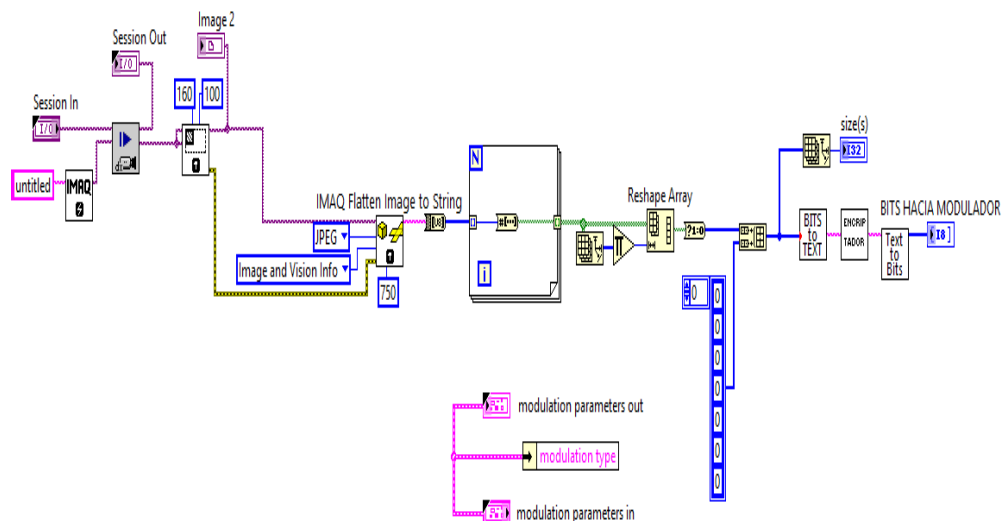 Image 2
Session Out
I/O
160
100
Session In
I/O
untitled
IMAQ
size(s)
I32
N
IMAQ Flatten Image to String
JPEG
Image and Vision Info
750
[U8]
#[...]
i
Reshape Array
?1:0
BITS
to
TEXT
ENCRIP
TADOR
Text
to
Bits
BITS HACIA MODULADOR
I8]
0
0
0
0
0
0
0
0
modulation parameters out
modulation type
modulation parameters in